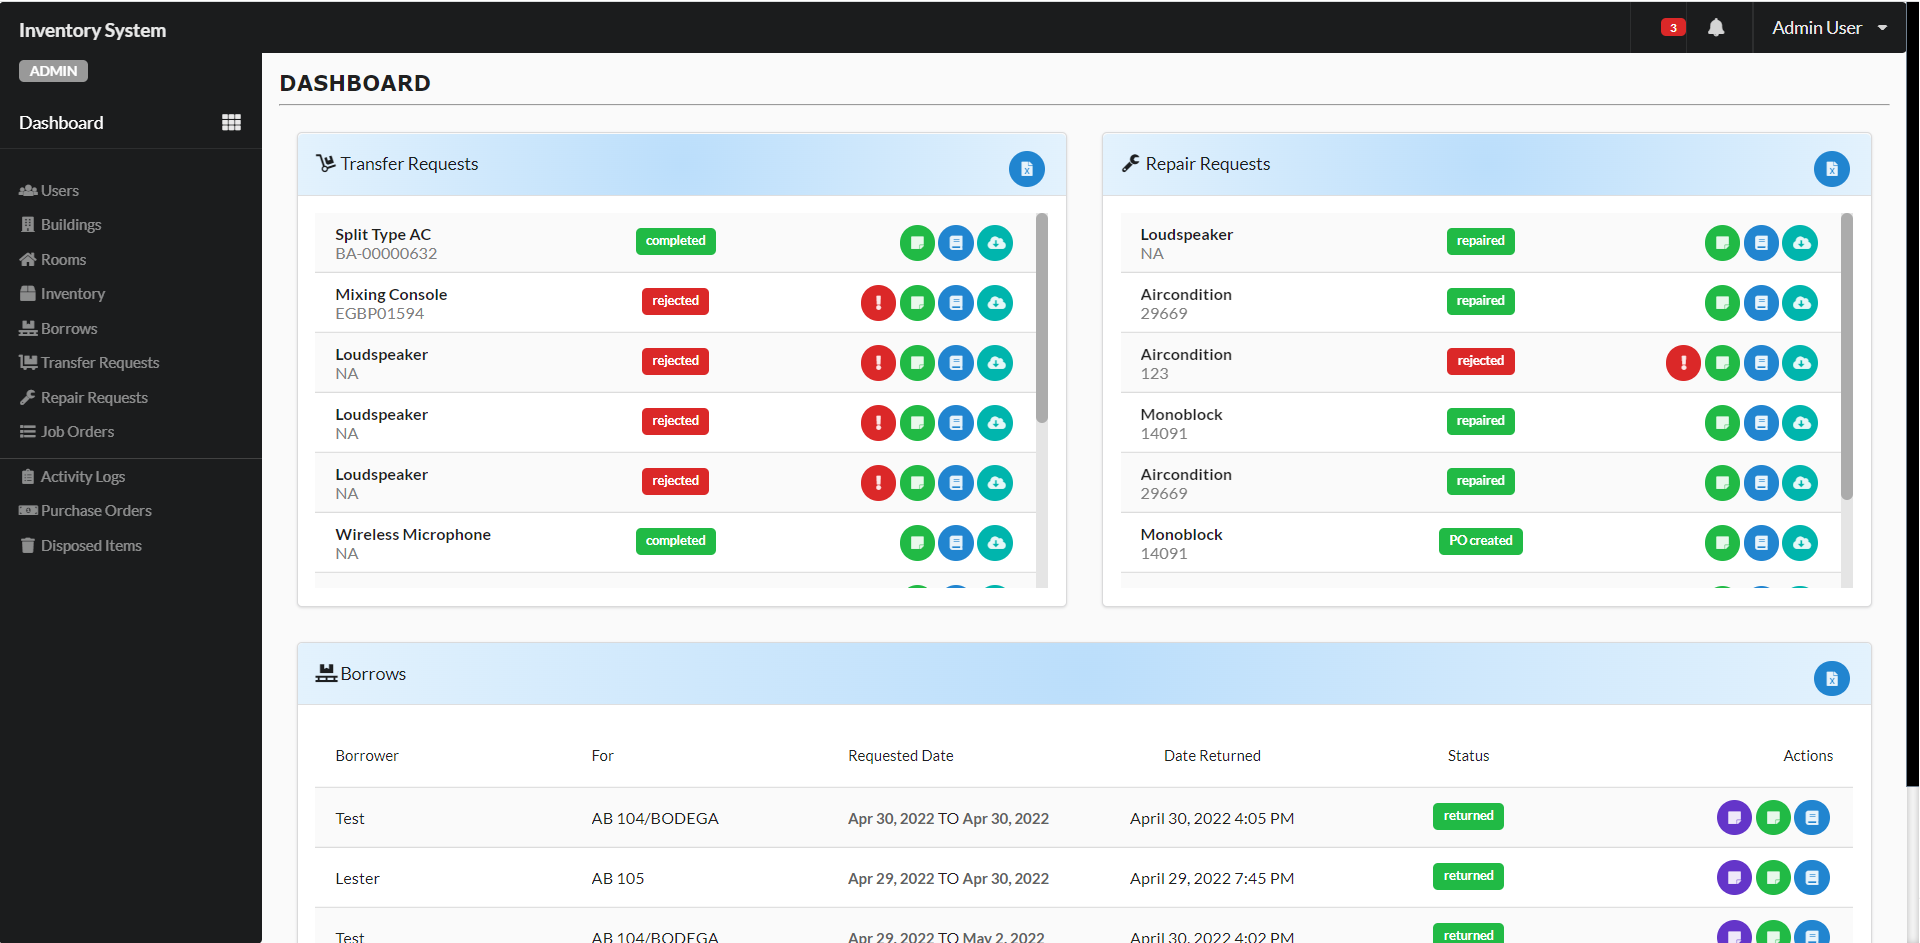 Inventory System
3
Admin User
ADMIN
Dashboard
Users
Buildings
Rooms
Inventory
Borrows
Transfer Requests
Repair Requests
Job Orders
Activity Logs
Purchase Orders
Disposed Items
DASHBOARD
Transfer Requests
Split Type AC
BA-00000632
completed
Mixing Console
EGBP01594
rejected
Loudspeaker
NA
rejected
Loudspeaker
NA
rejected
Loudspeaker
NA
rejected
Wireless Microphone
NA
completed
Repair Requests
Loudspeaker
NA
repaired
Aircondition
29669
repaired
Aircondition
123
rejected
Monoblock
14091
repaired
Aircondition
29669
repaired
Monoblock
14091
PO created
Borrows
Borrower For Requested Date Date Returned Status Actions
Test AB 104/BODEGA Apr 30, 2022 TO Apr 30, 2022 April 30, 2022 4:05 PM returned
Lester AB 105 Apr 29, 2022 TO Apr 30, 2022 April 29, 2022 7:45 PM returned
Test AB 104/BODEGA Apr 29, 2022 TO May 2, 2022 April 30, 2022 4:02 PM returned